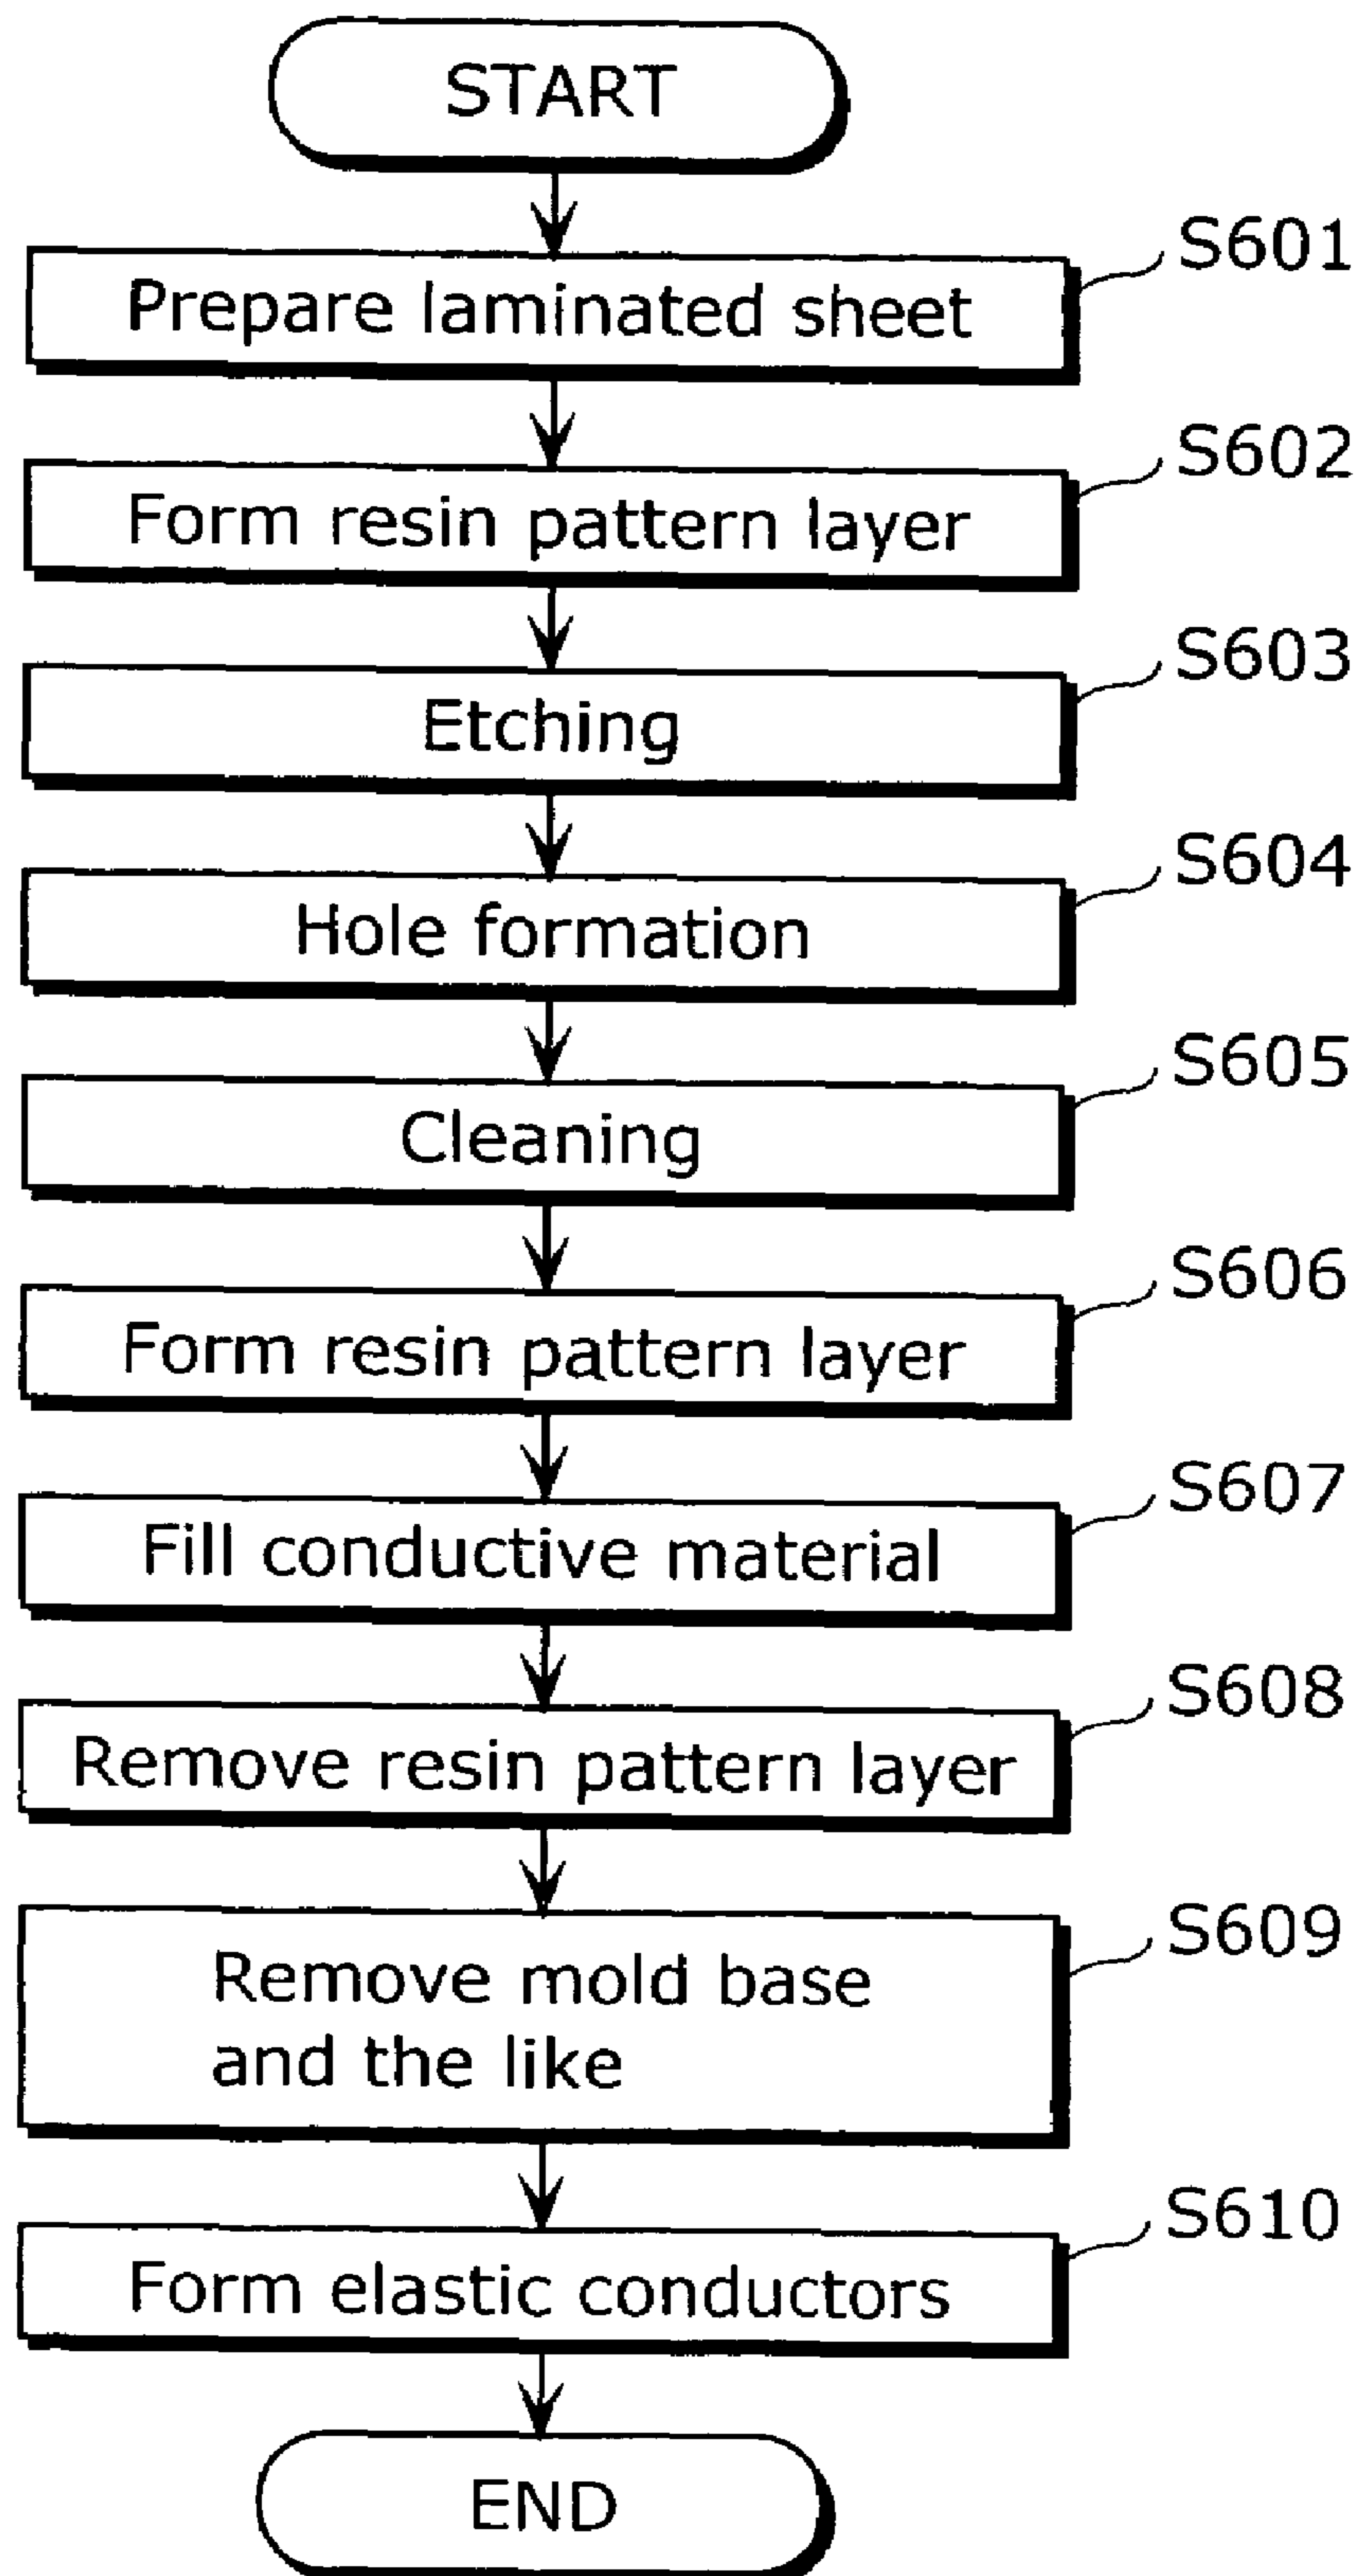 START
S601
Prepare laminated sheet
S602
Form resin pattern layer
S603
Etching
S604
Hole formation
S605
Cleaning
S606
Form resin pattern layer
S607
Fill conductive material
S608
Remove resin pattern layer
S609
Remove mold base
and the like
S610
Form elastic conductors
END